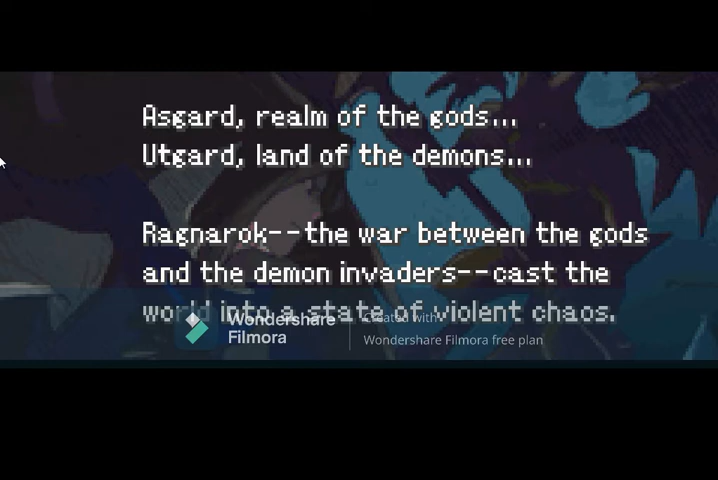 Asgard, realm of the gods...
Utgard, land of the demons...
Ragnarok--the war between the gods
and the demon invaders--cast the
world into a state of violent chaos.
Wondershare
Filmora
Created with
Wondershare Filmora free plan